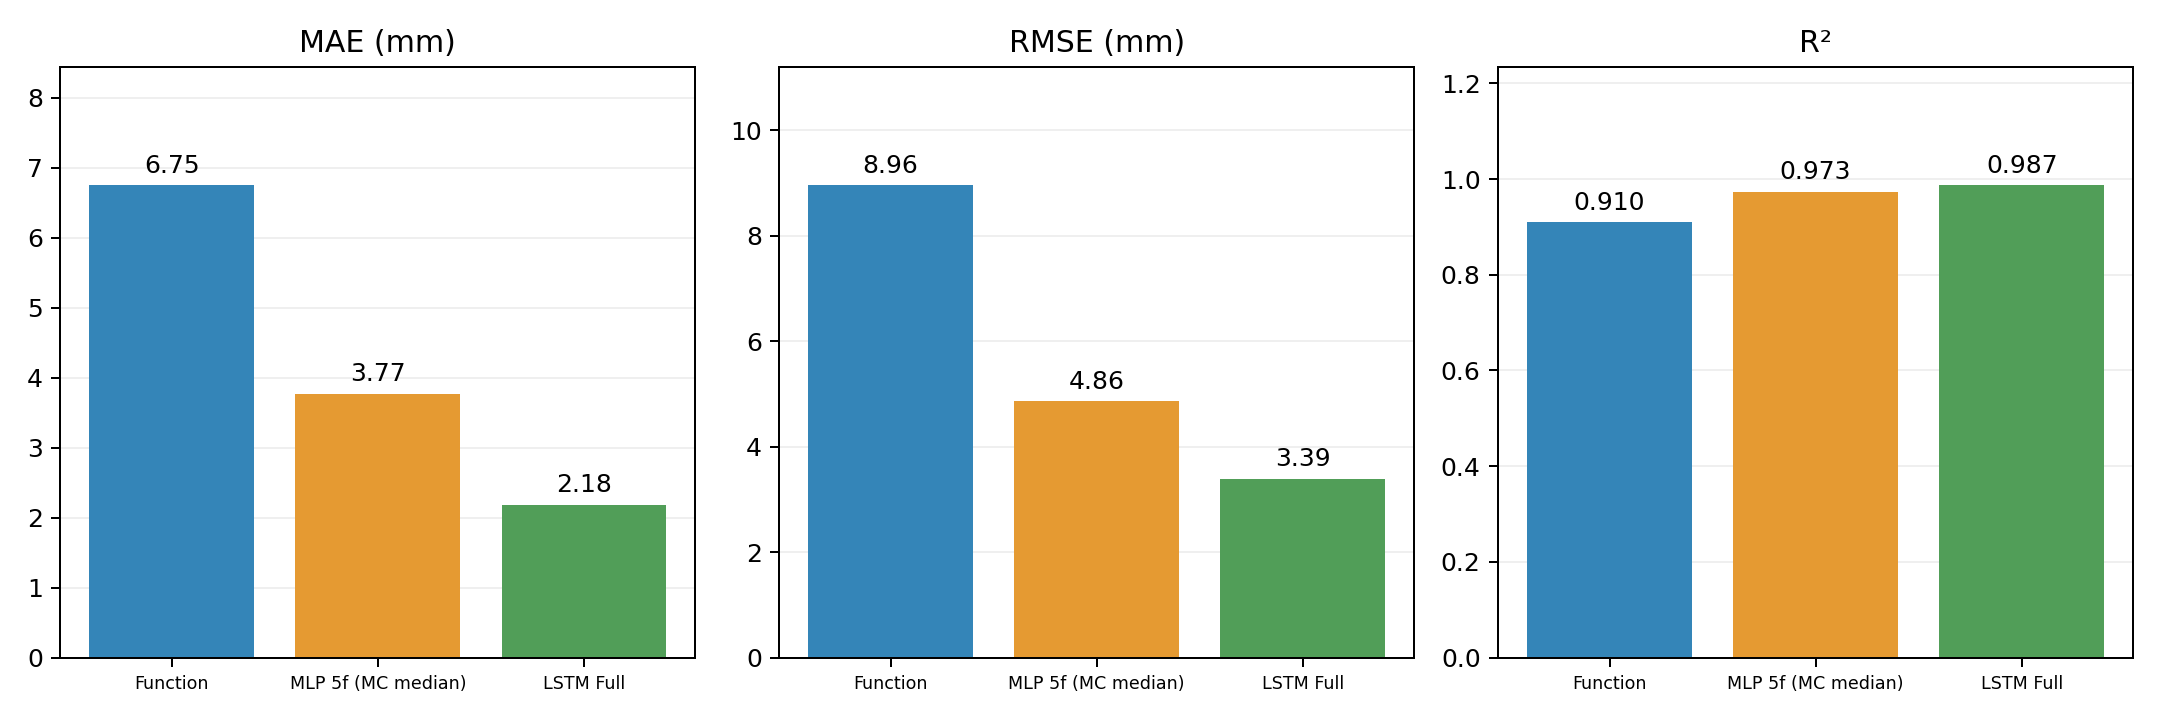 MAE (mm)
8
7
6
5
4
3
2
1
0
6.75
3.77
2.18
Function
MLP 5f (MC median)
LSTM Full
RMSE (mm)
10
8
6
4
2
0
8.96
4.86
3.39
Function
MLP 5f (MC median)
LSTM Full
R²
1.2
1.0
0.8
0.6
0.4
0.2
0.0
0.910
0.973
0.987
Function
MLP 5f (MC median)
LSTM Full